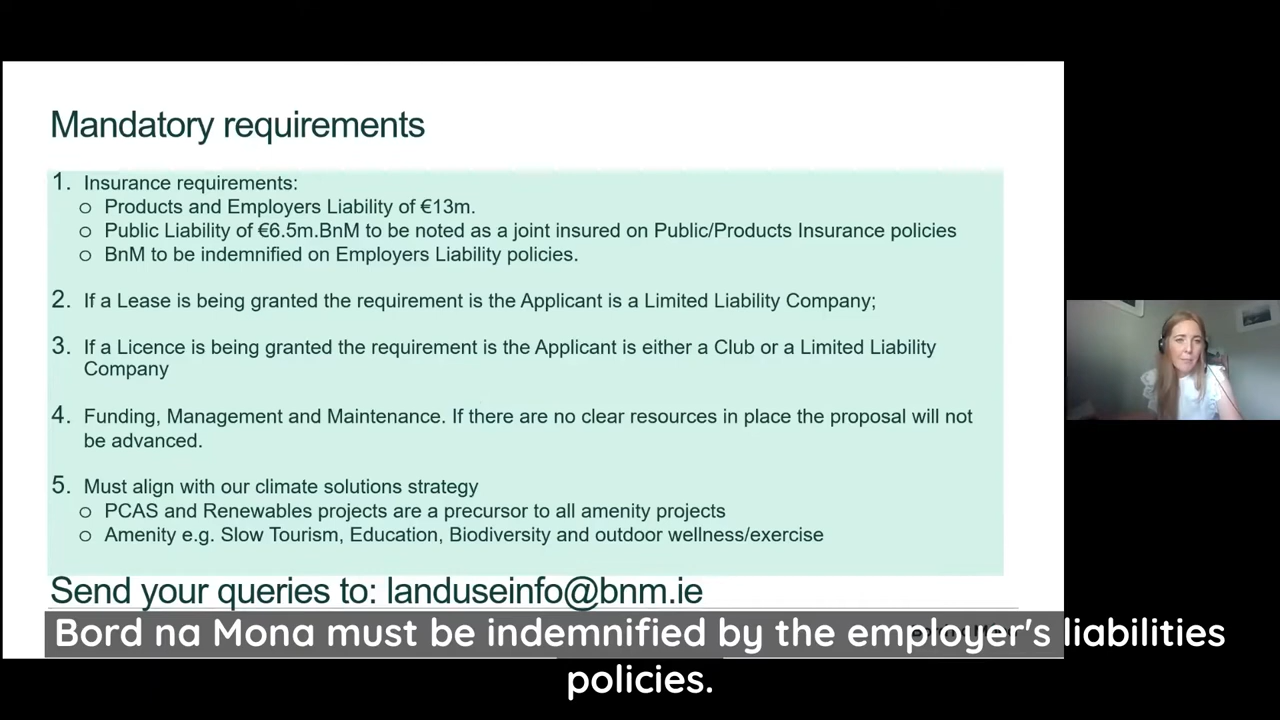 Mandatory requirements
1. Insurance requirements:
o Products and Employers Liability of €13m.
o Public Liability of €6.5m.BnM to be noted as a joint insured on Public/Products Insurance policies
o BnM to be indemnified on Employers Liability policies.
2. If a Lease is being granted the requirement is the Applicant is a Limited Liability Company;
3. If a Licence is being granted the requirement is the Applicant is either a Club or a Limited Liability
Company
4. Funding, Management and Maintenance. If there are no clear resources in place the proposal will not
be advanced.
5. Must align with our climate solutions strategy
o PCAS and Renewables projects are a precursor to all amenity projects
o Amenity e.g. Slow Tourism, Education, Biodiversity and outdoor wellness/exercise
Send your queries to: landuseinfo@bnm.ie
Bord na Mona must be indemnified by the employer's liabilities
policies.